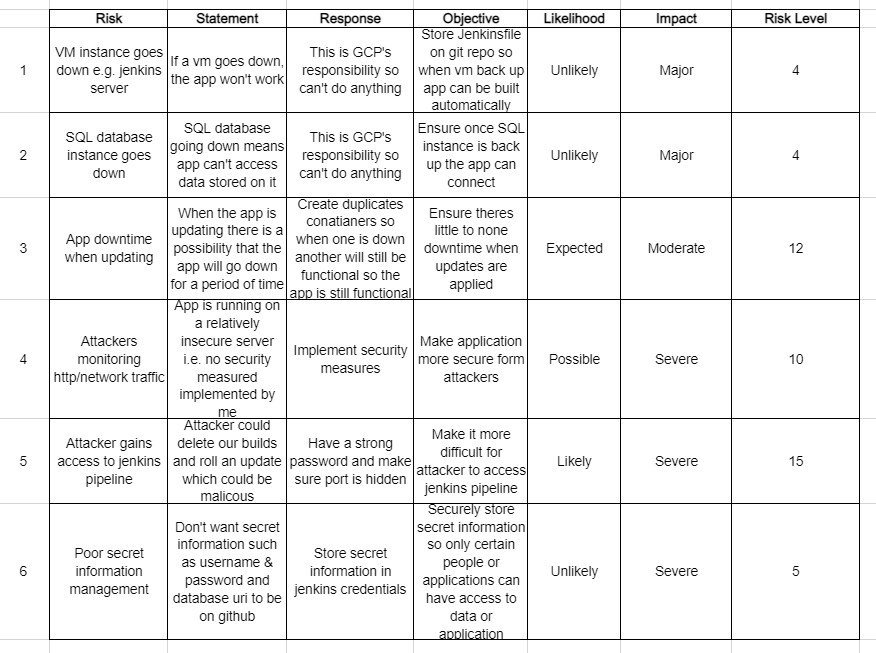 Risk Statement Response Objective Likelihood Impact Risk Level
1
VM instance goes
down e.g. jenkins
server
If a vm goes down,
the app won't work
This is GCP's
responsibility so
can't do anything
Store Jenkinsfile
on git repo so
when vm back up
app can be built
automatically
Unlikely
Major
4
2
SQL database
instance goes
down
SQL database
going down means
app can't access
data stored on it
This is GCP's
responsibility so
can't do anything
Ensure once SQL
instance is back
up the app can
connect
Unlikely
Major
4
3
App downtime
when updating
When the app is
updating there is a
possibility that the
app will go down
for a period of time
Create duplicates
conatianers so
when one is down
another will still be
functional so the
app is still functional
Ensure theres
little to none
downtime when
updates are
applied
Expected
Moderate
12
4
Attackers
monitoring
http/network traffic
App is running on
a relatively
insecure server
i.e. no security
measured
implemented by
me
Implement security
measures
Make application
more secure form
attackers
Possible
Severe
10
5
Attacker gains
access to jenkins
pipeline
Attacker could
delete our builds
and roll an update
which could be
malicous
Have a strong
password and make
sure port is hidden
Make it more
difficult for
attacker to access
jenkins pipeline
Likely
Severe
15
6
Poor secret
information
management
Don't want secret
information such
as username &
password and
database uri to be
on github
Store secret
information in
jenkins credentials
Securely store
secret information
so only certain
people or
applications can
have access to
data or
application
Unlikely
Severe
5